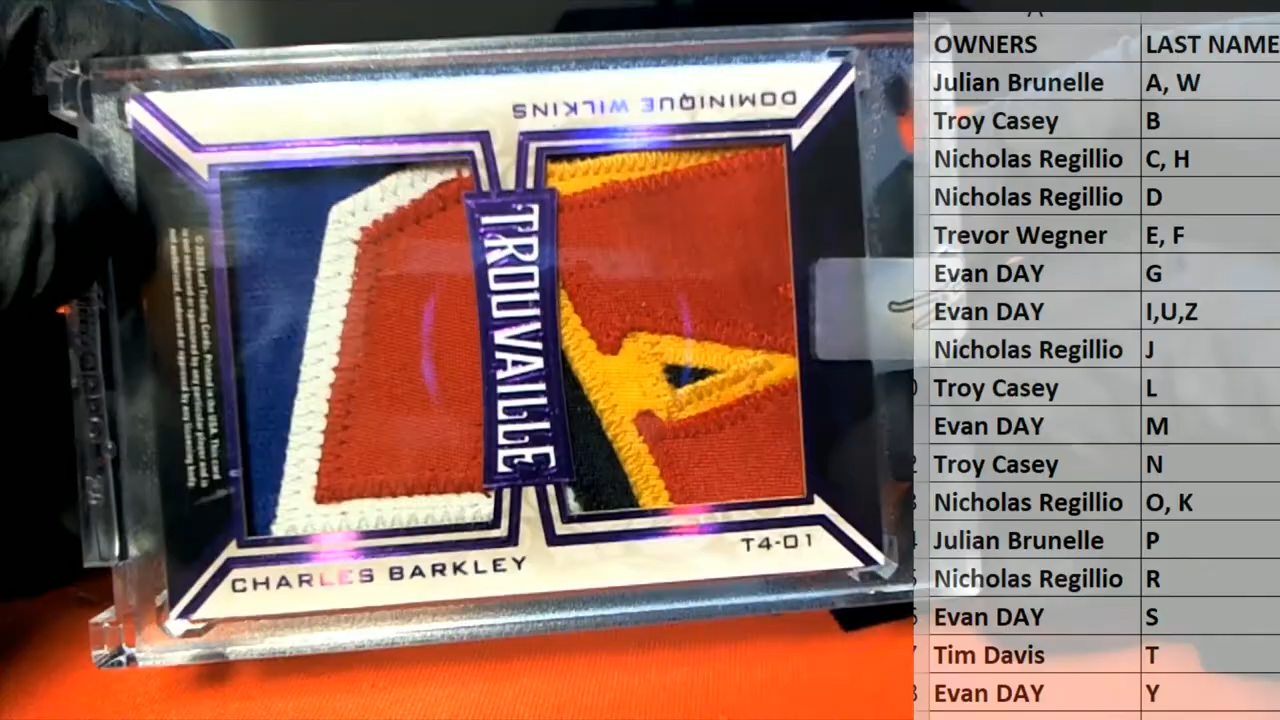 DOMINIQUE WILKINS
TROUVAILLE
CHARLES BARKLEY
T4-01
OWNERS LAST NAME
Julian Brunelle A, W
Troy Casey B
Nicholas Regillio C, H
Nicholas Regillio D
Trevor Wegner E, F
Evan DAY G
Evan DAY I,U,Z
Nicholas Regillio J
Troy Casey L
Evan DAY M
Troy Casey N
Nicholas Regillio O, K
Julian Brunelle P
Nicholas Regillio R
Evan DAY S
Tim Davis T
Evan DAY Y